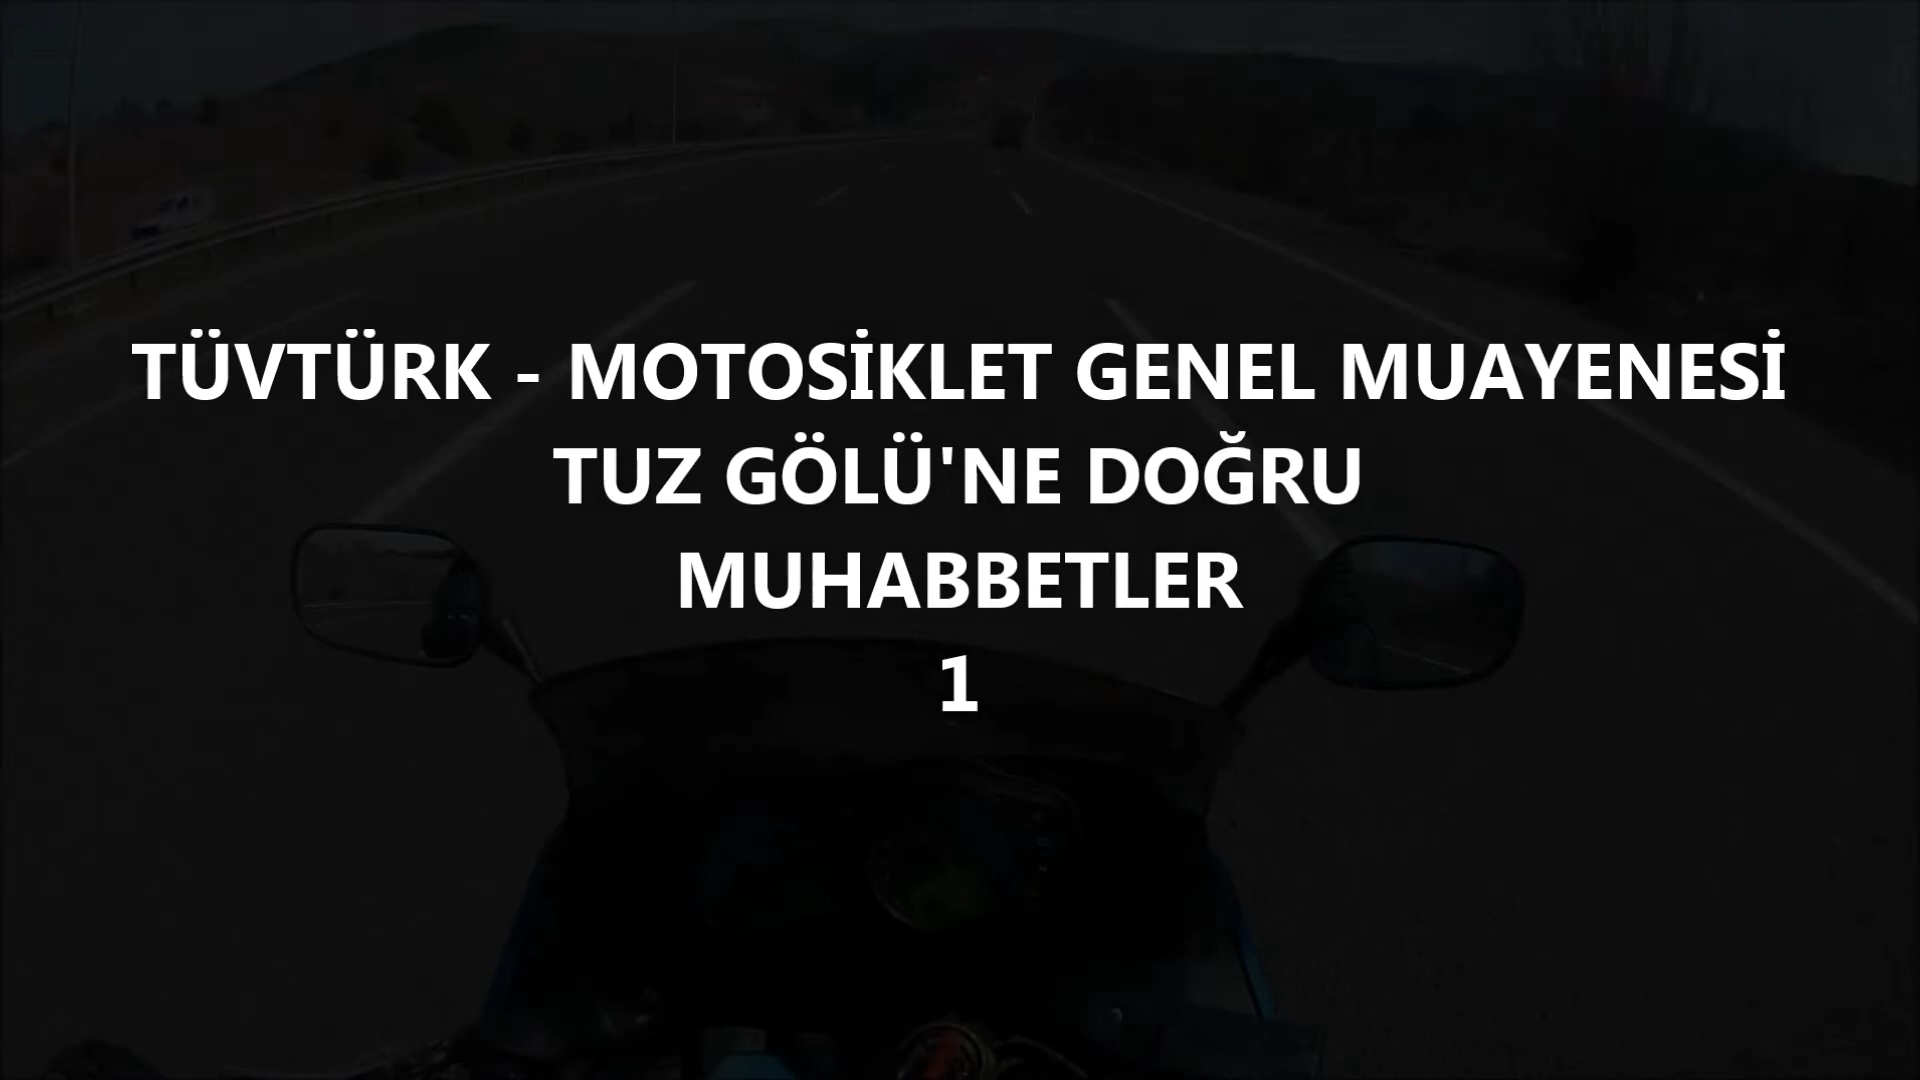 TÜVTÜRK - MOTOSİKLET GENEL MUAYENESİ
TUZ GÖLÜ'NE DOĞRU
MUHABBETLER
1